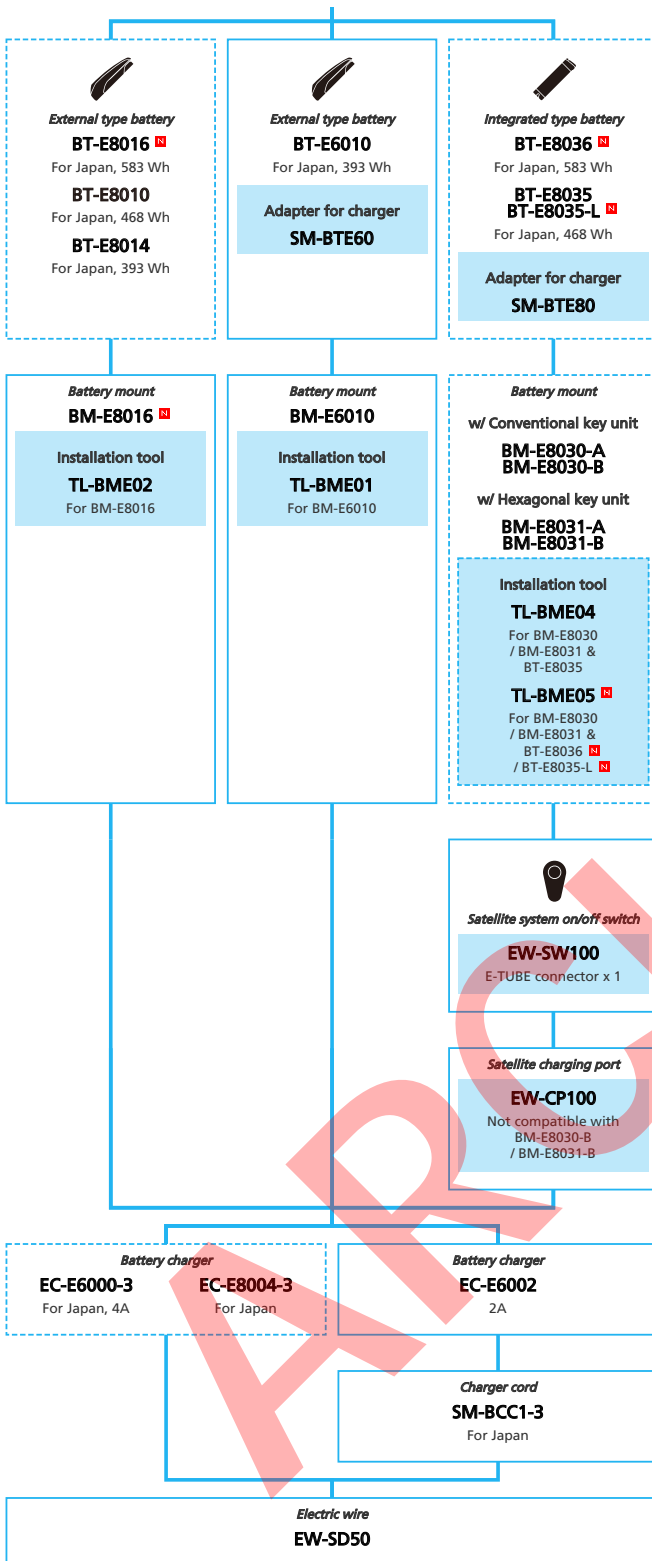 External type battery
BT-E8016 N
For Japan, 583 Wh
BT-E8010
For Japan, 468 Wh
BT-E8014
For Japan, 393 Wh
External type battery
BT-E6010
For Japan, 393 Wh
Adapter for charger
SM-BTE60
Integrated type battery
BT-E8036 N
For Japan, 583 Wh
BT-E8035
BT-E8035-L N
For Japan, 468 Wh
Adapter for charger
SM-BTE80
Battery mount
BM-E8016 N
Installation tool
TL-BME02
For BM-E8016
Battery mount
BM-E6010
Installation tool
TL-BME01
For BM-E6010
Battery mount
w/ Conventional key unit
BM-E8030-A
BM-E8030-B
w/ Hexagonal key unit
BM-E8031-A
BM-E8031-B
Installation tool
TL-BME04
For BM-E8030
/ BM-E8031 &
BT-E8035
TL-BME05 N
For BM-E8030
/ BM-E8031 &
BT-E8036 N
/ BT-E8035-L N
Satellite system on/off switch
EW-SW100
E-TUBE connector x 1
Satellite charging port
EW-CP100
Not compatible with
BM-E8030-B
/ BM-E8031-B
Battery charger
EC-E6000-3
For Japan, 4A
EC-E8004-3
For Japan
Battery charger
EC-E6002
2A
Charger cord
SM-BCC1-3
For Japan
Electric wire
EW-SD50
ARC